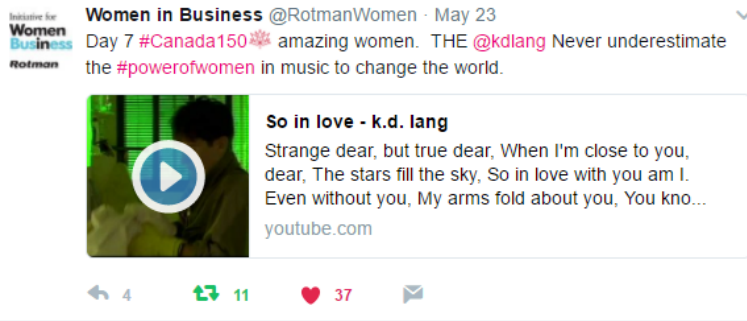 Initiative for
Women
Business
Rotman
Women in Business @RotmanWomen · May 23
Day 7 #Canada150 amazing women. THE @kdlang Never underestimate
the #powerofwomen in music to change the world.
So in love - k.d. lang
Strange dear, but true dear, When I'm close to you,
dear, The stars fill the sky, So in love with you am I.
Even without you, My arms fold about you, You kno...
youtube.com
4 11 37